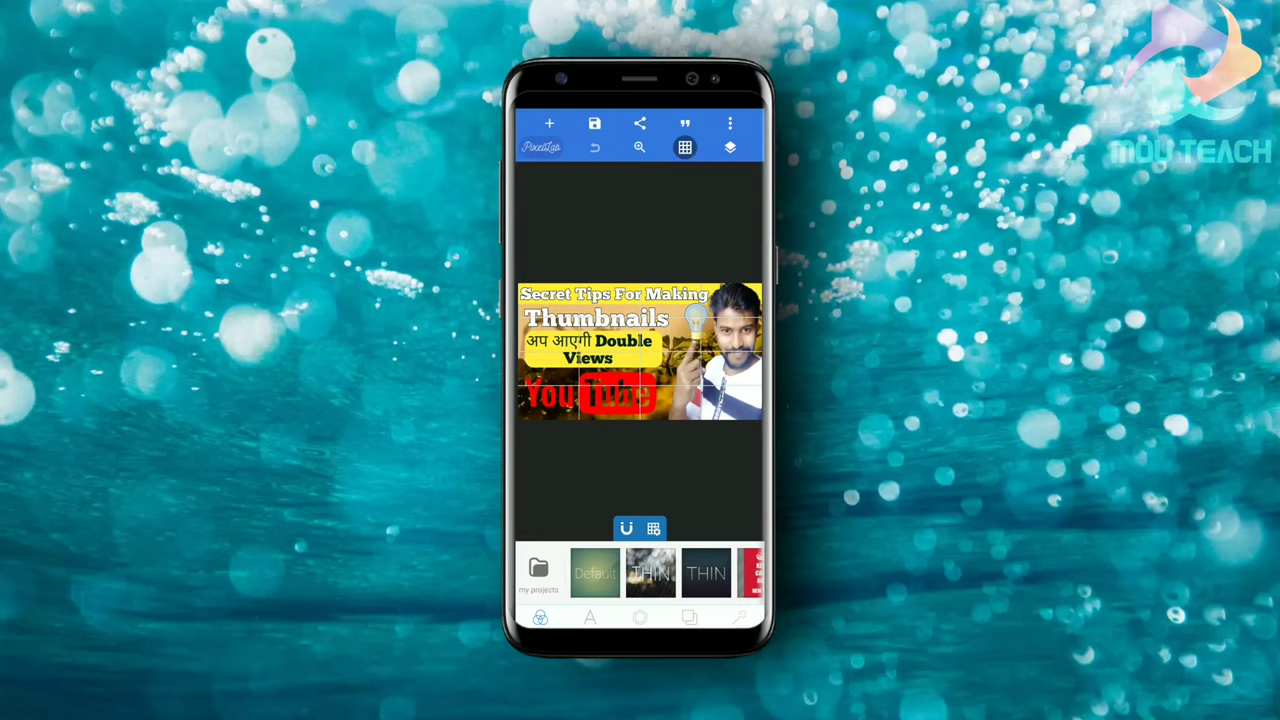 MOU TEACH
PixelLab
Secret Tips For Making
Thumbnails
अप आएगी Double
Views
YouTube
my projects
Default
THIN
THIN